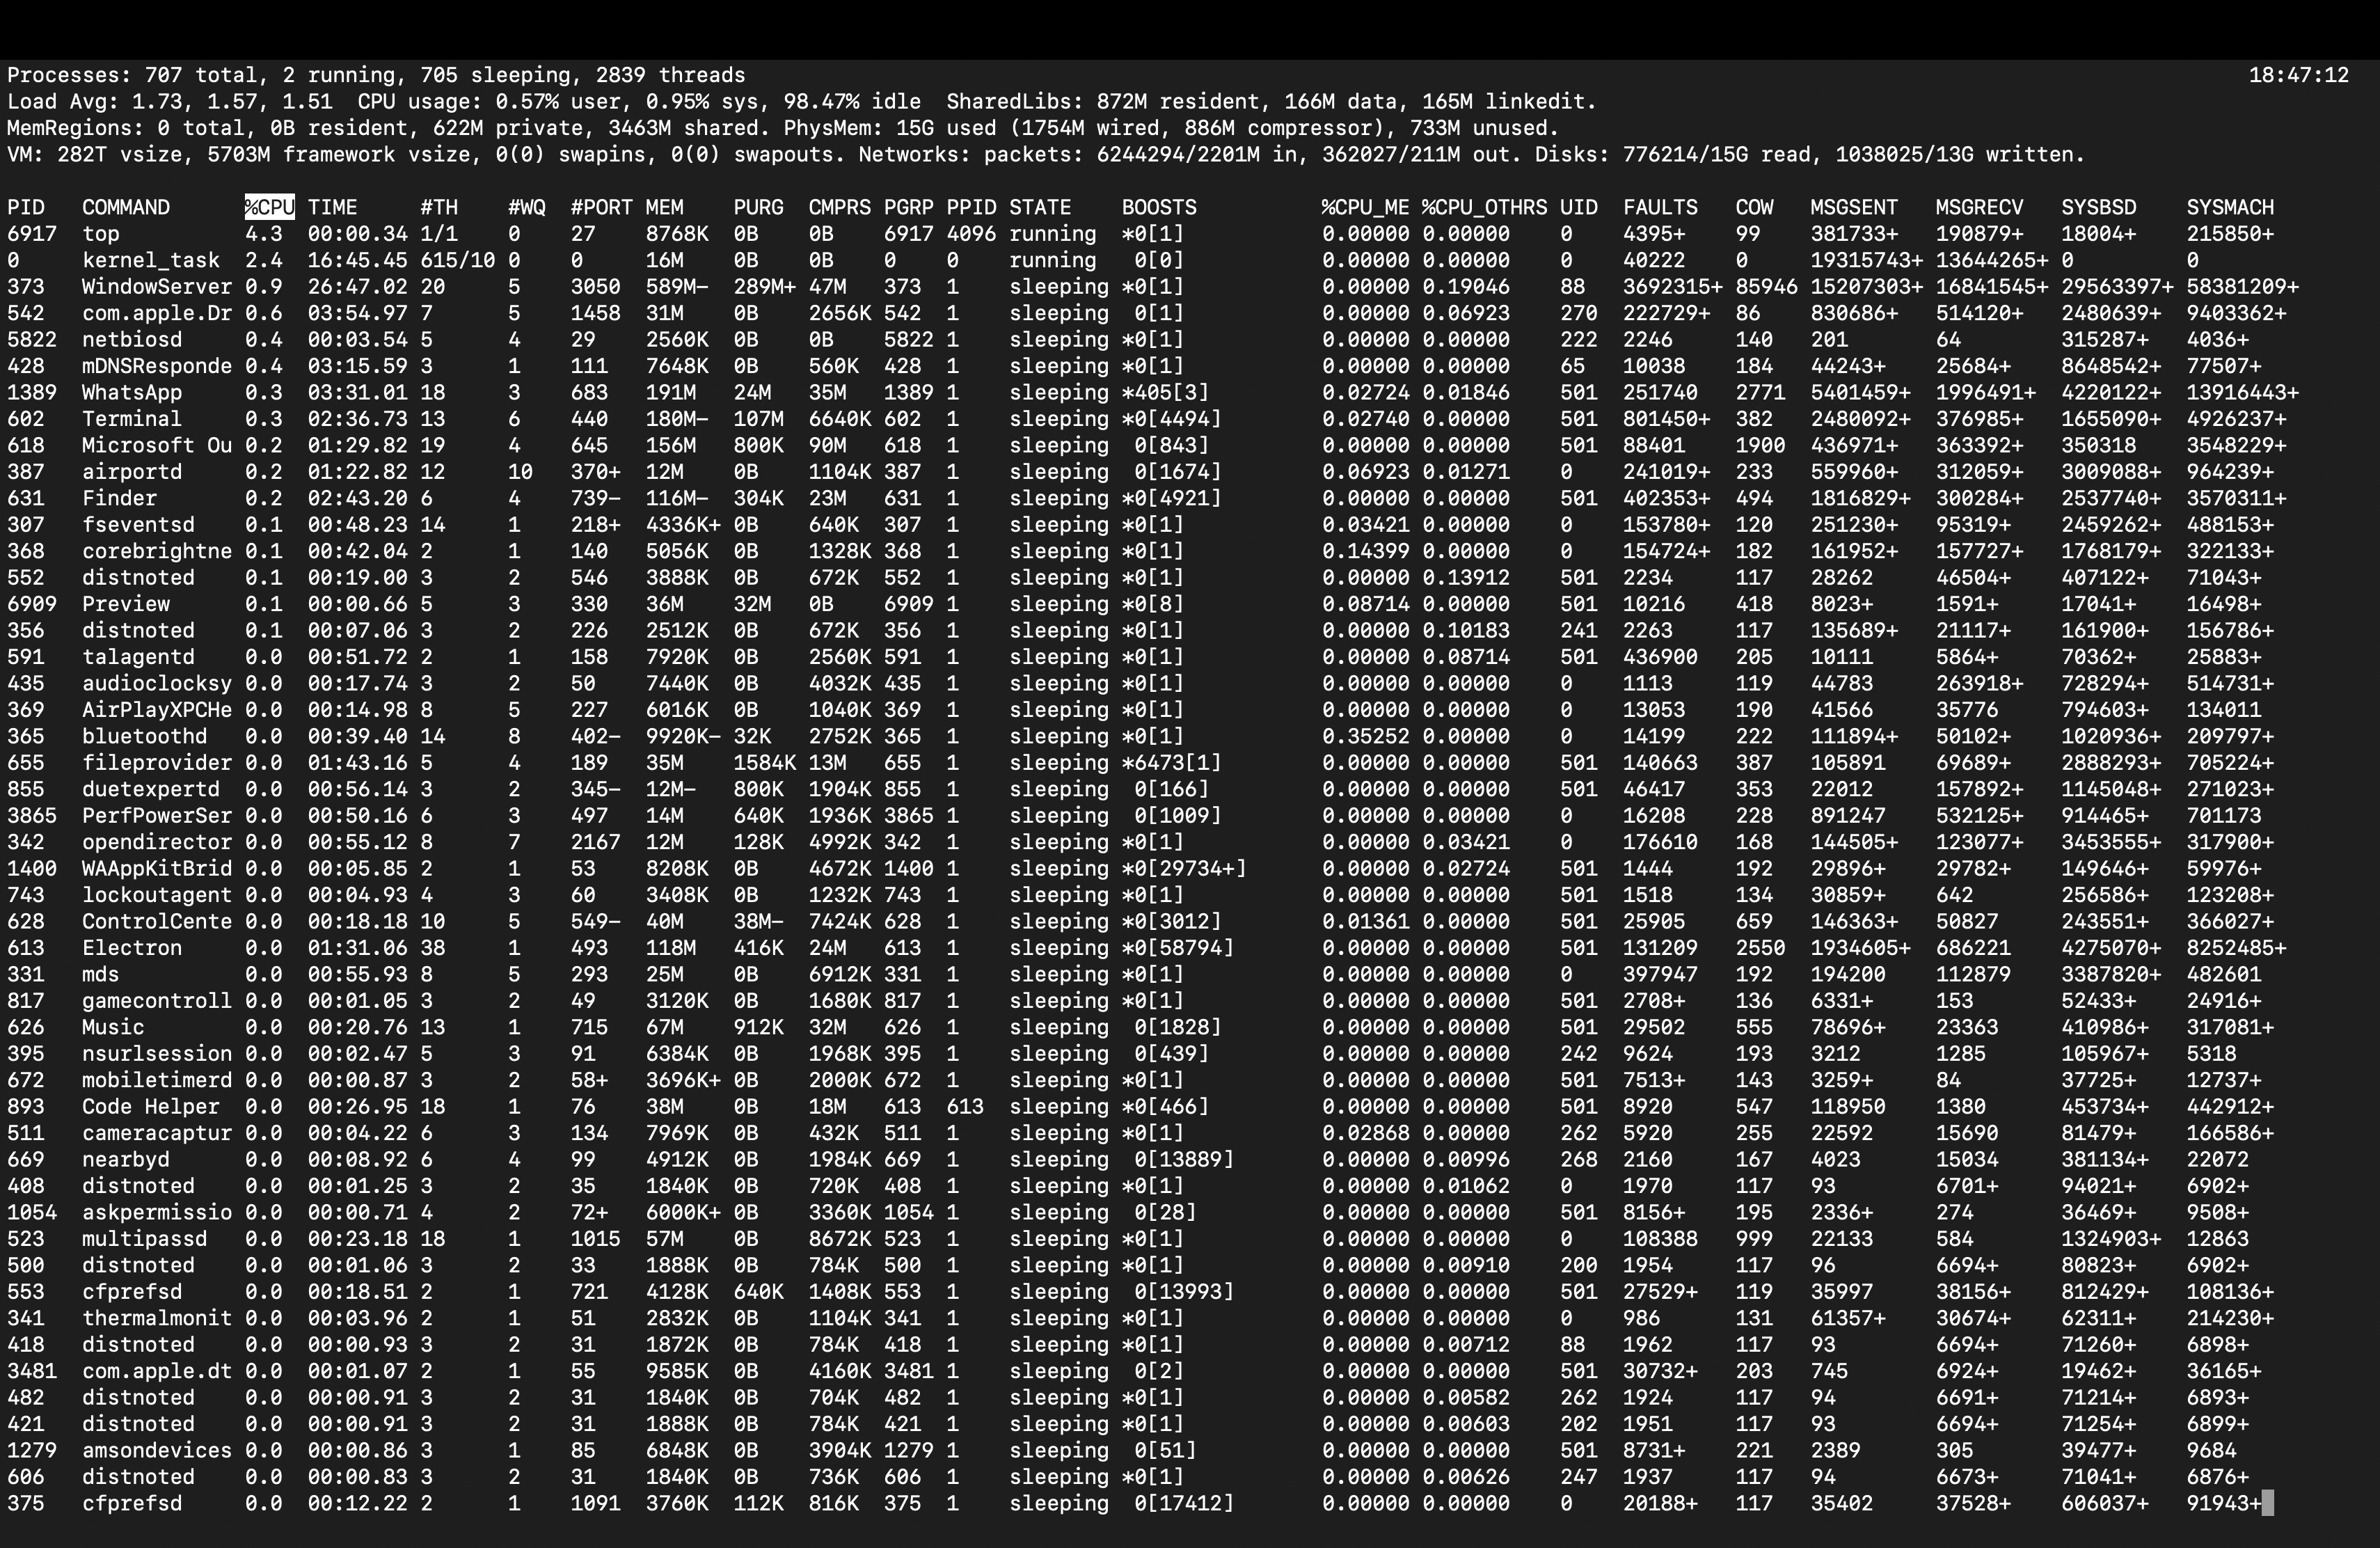 Processes: 707 total, 2 running, 705 sleeping, 2839 threads 18:47:12
Load Avg: 1.73, 1.57, 1.51  CPU usage: 0.57% user, 0.95% sys, 98.47% idle  SharedLibs: 872M resident, 166M data, 165M linkedit.
MemRegions: 0 total, 0B resident, 622M private, 3463M shared. PhysMem: 15G used (1754M wired, 886M compressor), 733M unused.
VM: 282T vsize, 5703M framework vsize, 0(0) swapins, 0(0) swapouts. Networks: packets: 6244294/2201M in, 362027/211M out. Disks: 776214/15G read, 1038025/13G written.
PID COMMAND %CPU TIME #TH #WQ #PORT MEM PURG CMPRS PGRP PPID STATE BOOSTS %CPU_ME %CPU_OTHRS UID FAULTS COW MSGSENT MSGRECV SYSBSD SYSMACH
6917 top 4.3 00:00.34 1/1 0 27 8768K 0B 0B 6917 4096 running *0[1] 0.00000 0.00000 0 4395+ 99 381733+ 190879+ 18004+ 215850+
0 kernel_task 2.4 16:45.45 615/10 0 0 16M 0B 0B 0 0 running 0[0] 0.00000 0.00000 0 40222 0 19315743+ 13644265+ 0 0
373 WindowServer 0.9 26:47.02 20 5 3050 589M- 289M+ 47M 373 1 sleeping *0[1] 0.00000 0.19046 88 3692315+ 85946 15207303+ 16841545+ 29563397+ 58381209+
542 com.apple.Dr 0.6 03:54.97 7 5 1458 31M 0B 2656K 542 1 sleeping 0[1] 0.00000 0.06923 270 222729+ 86 830686+ 514120+ 2480639+ 9403362+
5822 netbiosd 0.4 00:03.54 5 4 29 2560K 0B 0B 5822 1 sleeping *0[1] 0.00000 0.00000 222 2246 140 201 64 315287+ 4036+
428 mDNSResponde 0.4 03:15.59 3 1 111 7648K 0B 560K 428 1 sleeping *0[1] 0.00000 0.00000 65 10038 184 44243+ 25684+ 8648542+ 77507+
1389 WhatsApp 0.3 03:31.01 18 3 683 191M 24M 35M 1389 1 sleeping *405[3] 0.02724 0.01846 501 251740 2771 5401459+ 1996491+ 4220122+ 13916443+
602 Terminal 0.3 02:36.73 13 6 440 180M- 107M 6640K 602 1 sleeping *0[4494] 0.02740 0.00000 501 801450+ 382 2480092+ 376985+ 1655090+ 4926237+
618 Microsoft Ou 0.2 01:29.82 19 4 645 156M 800K 90M 618 1 sleeping 0[843] 0.00000 0.00000 501 88401 1900 436971+ 363392+ 350318 3548229+
387 airportd 0.2 01:22.82 12 10 370+ 12M 0B 1104K 387 1 sleeping 0[1674] 0.06923 0.01271 0 241019+ 233 559960+ 312059+ 3009088+ 964239+
631 Finder 0.2 02:43.20 6 4 739- 116M- 304K 23M 631 1 sleeping *0[4921] 0.00000 0.00000 501 402353+ 494 1816829+ 300284+ 2537740+ 3570311+
307 fseventsd 0.1 00:48.23 14 1 218+ 4336K+ 0B 640K 307 1 sleeping *0[1] 0.03421 0.00000 0 153780+ 120 251230+ 95319+ 2459262+ 488153+
368 corebrightne 0.1 00:42.04 2 1 140 5056K 0B 1328K 368 1 sleeping *0[1] 0.14399 0.00000 0 154724+ 182 161952+ 157727+ 1768179+ 322133+
552 distnoted 0.1 00:19.00 3 2 546 3888K 0B 672K 552 1 sleeping *0[1] 0.00000 0.13912 501 2234 117 28262 46504+ 407122+ 71043+
6909 Preview 0.1 00:00.66 5 3 330 36M 32M 0B 6909 1 sleeping *0[8] 0.08714 0.00000 501 10216 418 8023+ 1591+ 17041+ 16498+
356 distnoted 0.1 00:07.06 3 2 226 2512K 0B 672K 356 1 sleeping *0[1] 0.00000 0.10183 241 2263 117 135689+ 21117+ 161900+ 156786+
591 talagentd 0.0 00:51.72 2 1 158 7920K 0B 2560K 591 1 sleeping *0[1] 0.00000 0.08714 501 436900 205 10111 5864+ 70362+ 25883+
435 audioclocksy 0.0 00:17.74 3 2 50 7440K 0B 4032K 435 1 sleeping *0[1] 0.00000 0.00000 0 1113 119 44783 263918+ 728294+ 514731+
369 AirPlayXPCHe 0.0 00:14.98 8 5 227 6016K 0B 1040K 369 1 sleeping *0[1] 0.00000 0.00000 0 13053 190 41566 35776 794603+ 134011
365 bluetoothd 0.0 00:39.40 14 8 402- 9920K- 32K 2752K 365 1 sleeping *0[1] 0.35252 0.00000 0 14199 222 111894+ 50102+ 1020936+ 209797+
655 fileprovider 0.0 01:43.16 5 4 189 35M 1584K 13M 655 1 sleeping *6473[1] 0.00000 0.00000 501 140663 387 105891 69689+ 2888293+ 705224+
855 duetexpertd 0.0 00:56.14 3 2 345- 12M- 800K 1904K 855 1 sleeping 0[166] 0.00000 0.00000 501 46417 353 22012 157892+ 1145048+ 271023+
3865 PerfPowerSer 0.0 00:50.16 6 3 497 14M 640K 1936K 3865 1 sleeping 0[1009] 0.00000 0.00000 0 16208 228 891247 532125+ 914465+ 701173
342 opendirector 0.0 00:55.12 8 7 2167 12M 128K 4992K 342 1 sleeping *0[1] 0.00000 0.03421 0 176610 168 144505+ 123077+ 3453555+ 317900+
1400 WAAppKitBrid 0.0 00:05.85 2 1 53 8208K 0B 4672K 1400 1 sleeping *0[29734+] 0.00000 0.02724 501 1444 192 29896+ 29782+ 149646+ 59976+
743 lockoutagent 0.0 00:04.93 4 3 60 3408K 0B 1232K 743 1 sleeping *0[1] 0.00000 0.00000 501 1518 134 30859+ 642 256586+ 123208+
628 ControlCente 0.0 00:18.18 10 5 549- 40M 38M- 7424K 628 1 sleeping *0[3012] 0.01361 0.00000 501 25905 659 146363+ 50827 243551+ 366027+
613 Electron 0.0 01:31.06 38 1 493 118M 416K 24M 613 1 sleeping *0[58794] 0.00000 0.00000 501 131209 2550 1934605+ 686221 4275070+ 8252485+
331 mds 0.0 00:55.93 8 5 293 25M 0B 6912K 331 1 sleeping *0[1] 0.00000 0.00000 0 397947 192 194200 112879 3387820+ 482601
817 gamecontroll 0.0 00:01.05 3 2 49 3120K 0B 1680K 817 1 sleeping *0[1] 0.00000 0.00000 501 2708+ 136 6331+ 153 52433+ 24916+
626 Music 0.0 00:20.76 13 1 715 67M 912K 32M 626 1 sleeping 0[1828] 0.00000 0.00000 501 29502 555 78696+ 23363 410986+ 317081+
395 nsurlsession 0.0 00:02.47 5 3 91 6384K 0B 1968K 395 1 sleeping 0[439] 0.00000 0.00000 242 9624 193 3212 1285 105967+ 5318
672 mobiletimerd 0.0 00:00.87 3 2 58+ 3696K+ 0B 2000K 672 1 sleeping *0[1] 0.00000 0.00000 501 7513+ 143 3259+ 84 37725+ 12737+
893 Code Helper 0.0 00:26.95 18 1 76 38M 0B 18M 613 613 sleeping *0[466] 0.00000 0.00000 501 8920 547 118950 1380 453734+ 442912+
511 cameracaptur 0.0 00:04.22 6 3 134 7969K 0B 432K 511 1 sleeping *0[1] 0.02868 0.00000 262 5920 255 22592 15690 81479+ 166586+
669 nearbyd 0.0 00:08.92 6 4 99 4912K 0B 1984K 669 1 sleeping 0[13889] 0.00000 0.00996 268 2160 167 4023 15034 381134+ 22072
408 distnoted 0.0 00:01.25 3 2 35 1840K 0B 720K 408 1 sleeping *0[1] 0.00000 0.01062 0 1970 117 93 6701+ 94021+ 6902+
1054 askpermissio 0.0 00:00.71 4 2 72+ 6000K+ 0B 3360K 1054 1 sleeping 0[28] 0.00000 0.00000 501 8156+ 195 2336+ 274 36469+ 9508+
523 multipassd 0.0 00:23.18 18 1 1015 57M 0B 8672K 523 1 sleeping *0[1] 0.00000 0.00000 0 108388 999 22133 584 1324903+ 12863
500 distnoted 0.0 00:01.06 3 2 33 1888K 0B 784K 500 1 sleeping *0[1] 0.00000 0.00910 200 1954 117 96 6694+ 80823+ 6902+
553 cfprefsd 0.0 00:18.51 2 1 721 4128K 640K 1408K 553 1 sleeping 0[13993] 0.00000 0.00000 501 27529+ 119 35997 38156+ 812429+ 108136+
341 thermalmonit 0.0 00:03.96 2 1 51 2832K 0B 1104K 341 1 sleeping *0[1] 0.00000 0.00000 0 986 131 61357+ 30674+ 62311+ 214230+
418 distnoted 0.0 00:00.93 3 2 31 1872K 0B 784K 418 1 sleeping *0[1] 0.00000 0.00712 88 1962 117 93 6694+ 71260+ 6898+
3481 com.apple.dt 0.0 00:01.07 2 1 55 9585K 0B 4160K 3481 1 sleeping 0[2] 0.00000 0.00000 501 30732+ 203 745 6924+ 19462+ 36165+
482 distnoted 0.0 00:00.91 3 2 31 1840K 0B 704K 482 1 sleeping *0[1] 0.00000 0.00582 262 1924 117 94 6691+ 71214+ 6893+
421 distnoted 0.0 00:00.91 3 2 31 1888K 0B 784K 421 1 sleeping *0[1] 0.00000 0.00603 202 1951 117 93 6694+ 71254+ 6899+
1279 amsondevices 0.0 00:00.86 3 1 85 6848K 0B 3904K 1279 1 sleeping 0[51] 0.00000 0.00000 501 8731+ 221 2389 305 39477+ 9684
606 distnoted 0.0 00:00.83 3 2 31 1840K 0B 736K 606 1 sleeping *0[1] 0.00000 0.00626 247 1937 117 94 6673+ 71041+ 6876+
375 cfprefsd 0.0 00:12.22 2 1 1091 3760K 112K 816K 375 1 sleeping 0[17412] 0.00000 0.00000 0 20188+ 117 35402 37528+ 606037+ 91943+